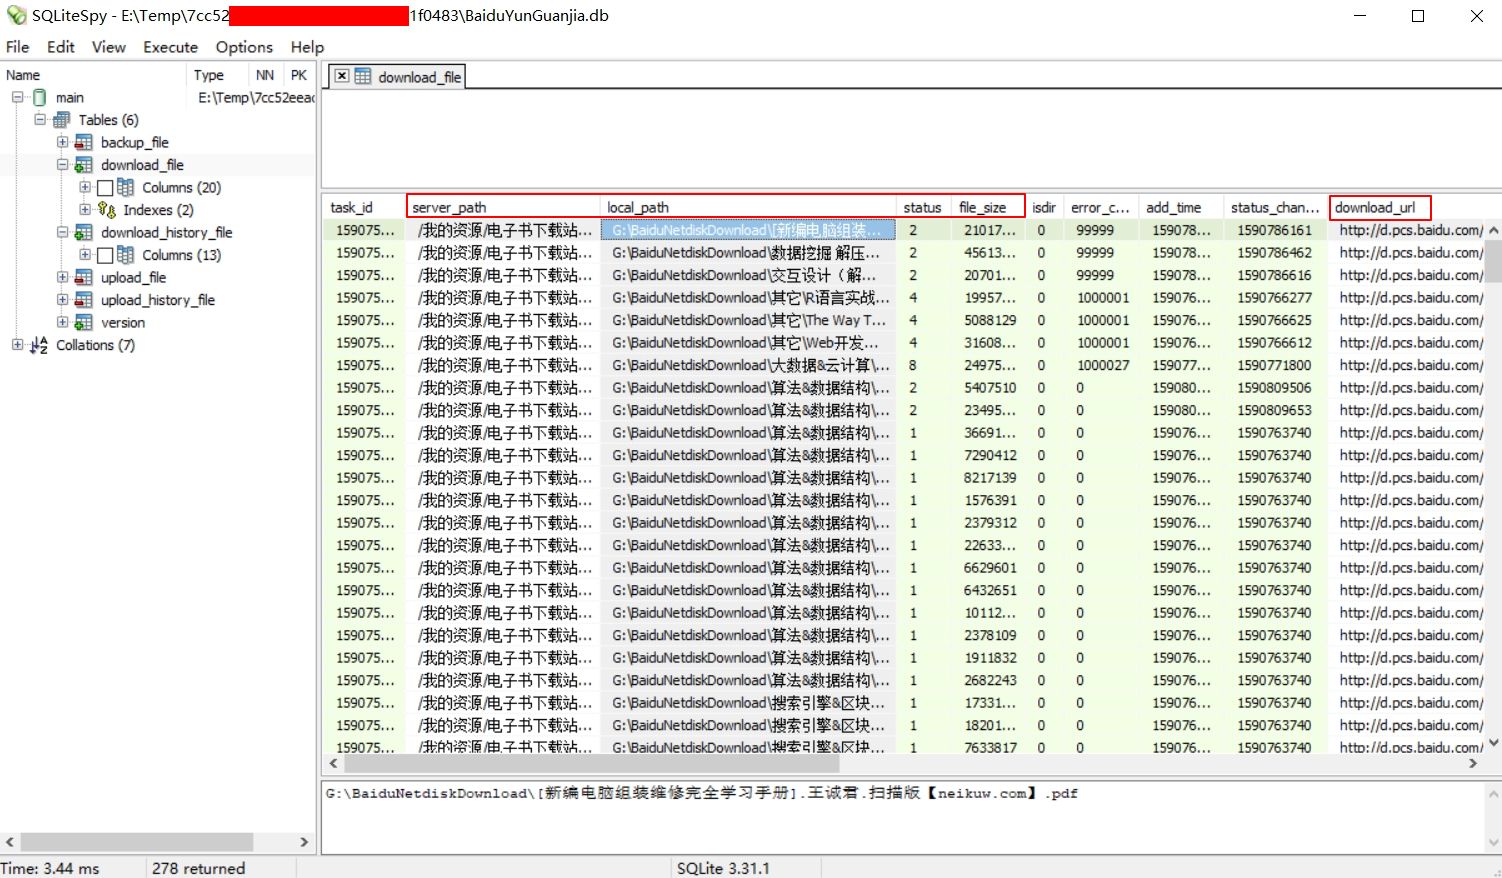 SQLiteSpy - E:\Temp\7cc52 1f0483\BaiduYunGuanjia.db
File Edit View Execute Options Help
Name Type NN PK
main E:\Temp\7cc52eeac
Tables (6)
backup_file
download_file
Columns (20)
Indexes (2)
download_history_file
Columns (13)
upload_file
upload_history_file
version
Collations (7)
download_file
task_id server_path local_path status file_size isdir error_c... add_time status_chan... download_url
159075... /我的资源/电子书下载站... G:\BaiduNetdiskDownload\[新编电脑组装... 2 21017... 0 99999 159078... 1590786161 http://d.pcs.baidu.com/
159075... /我的资源/电子书下载站... G:\BaiduNetdiskDownload\数据挖掘 解压... 2 45613... 0 99999 159078... 1590786462 http://d.pcs.baidu.com/
159075... /我的资源/电子书下载站... G:\BaiduNetdiskDownload\交互设计（解... 2 20701... 0 99999 159078... 1590786616 http://d.pcs.baidu.com/
159075... /我的资源/电子书下载站... G:\BaiduNetdiskDownload\其它\R语言实战... 4 19957... 0 1000001 159076... 1590766277 http://d.pcs.baidu.com/
159075... /我的资源/电子书下载站... G:\BaiduNetdiskDownload\其它\The Way T... 4 5088129 0 1000001 159076... 1590766625 http://d.pcs.baidu.com/
159075... /我的资源/电子书下载站... G:\BaiduNetdiskDownload\其它\Web开发... 4 31608... 0 1000001 159076... 1590766612 http://d.pcs.baidu.com/
159075... /我的资源/电子书下载站... G:\BaiduNetdiskDownload\大数据&云计算\... 8 24975... 0 1000027 159077... 1590771800 http://d.pcs.baidu.com/
159075... /我的资源/电子书下载站... G:\BaiduNetdiskDownload\算法&数据结构\... 2 5407510 0 0 159080... 1590809506 http://d.pcs.baidu.com/
159075... /我的资源/电子书下载站... G:\BaiduNetdiskDownload\算法&数据结构\... 2 23495... 0 0 159080... 1590809653 http://d.pcs.baidu.com/
159075... /我的资源/电子书下载站... G:\BaiduNetdiskDownload\算法&数据结构\... 1 36691... 0 0 159076... 1590763740 http://d.pcs.baidu.com/
159075... /我的资源/电子书下载站... G:\BaiduNetdiskDownload\算法&数据结构\... 1 7290412 0 0 159076... 1590763740 http://d.pcs.baidu.com/
159075... /我的资源/电子书下载站... G:\BaiduNetdiskDownload\算法&数据结构\... 1 8217139 0 0 159076... 1590763740 http://d.pcs.baidu.com/
159075... /我的资源/电子书下载站... G:\BaiduNetdiskDownload\算法&数据结构\... 1 1576391 0 0 159076... 1590763740 http://d.pcs.baidu.com/
159075... /我的资源/电子书下载站... G:\BaiduNetdiskDownload\算法&数据结构\... 1 2379312 0 0 159076... 1590763740 http://d.pcs.baidu.com/
159075... /我的资源/电子书下载站... G:\BaiduNetdiskDownload\算法&数据结构\... 1 22633... 0 0 159076... 1590763740 http://d.pcs.baidu.com/
159075... /我的资源/电子书下载站... G:\BaiduNetdiskDownload\算法&数据结构\... 1 6629601 0 0 159076... 1590763740 http://d.pcs.baidu.com/
159075... /我的资源/电子书下载站... G:\BaiduNetdiskDownload\算法&数据结构\... 1 6432651 0 0 159076... 1590763740 http://d.pcs.baidu.com/
159075... /我的资源/电子书下载站... G:\BaiduNetdiskDownload\算法&数据结构\... 1 10112... 0 0 159076... 1590763740 http://d.pcs.baidu.com/
159075... /我的资源/电子书下载站... G:\BaiduNetdiskDownload\算法&数据结构\... 1 2378109 0 0 159076... 1590763740 http://d.pcs.baidu.com/
159075... /我的资源/电子书下载站... G:\BaiduNetdiskDownload\算法&数据结构\... 1 1911832 0 0 159076... 1590763740 http://d.pcs.baidu.com/
159075... /我的资源/电子书下载站... G:\BaiduNetdiskDownload\算法&数据结构\... 1 2682243 0 0 159076... 1590763740 http://d.pcs.baidu.com/
159075... /我的资源/电子书下载站... G:\BaiduNetdiskDownload\搜索引擎&区块... 1 17331... 0 0 159076... 1590763740 http://d.pcs.baidu.com/
159075... /我的资源/电子书下载站... G:\BaiduNetdiskDownload\搜索引擎&区块... 1 18201... 0 0 159076... 1590763740 http://d.pcs.baidu.com/
159075... /我的资源/电子书下载站... G:\BaiduNetdiskDownload\搜索引擎&区块... 1 7633817 0 0 159076... 1590763740 http://d.pcs.baidu.com/
G:\BaiduNetdiskDownload\[新编电脑组装维修完全学习手册].王诚君.扫描版【neikuw.com】.pdf
Time: 3.44 ms 278 returned SQLite 3.31.1